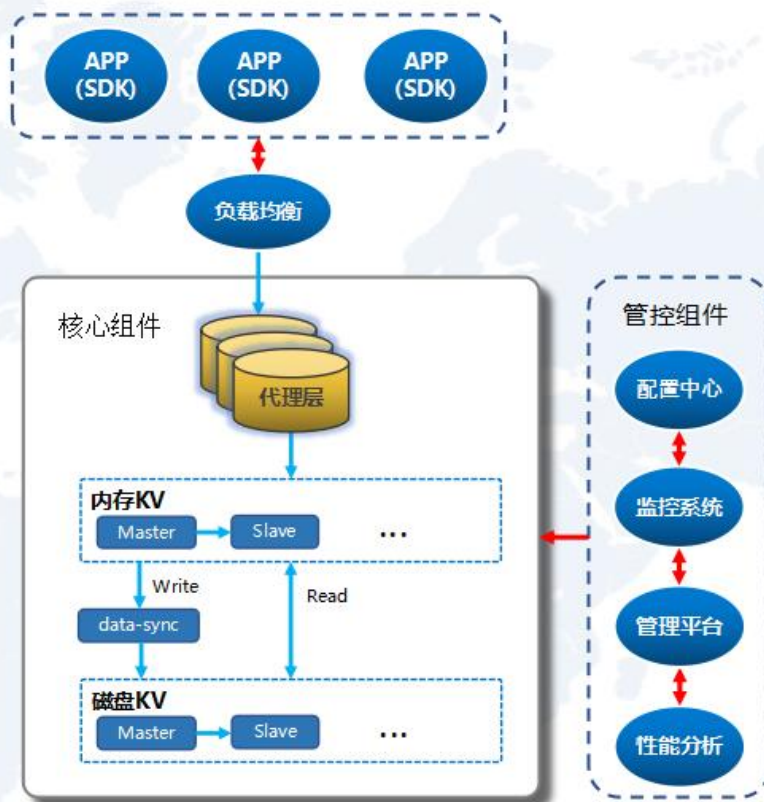 APP
(SDK)
APP
(SDK)
APP
(SDK)
负载均衡
核心组件
代理层
内存KV
Master
Slave
...
Write
Read
data-sync
磁盘KV
Master
Slave
...
管控组件
配置中心
监控系统
管理平台
性能分析